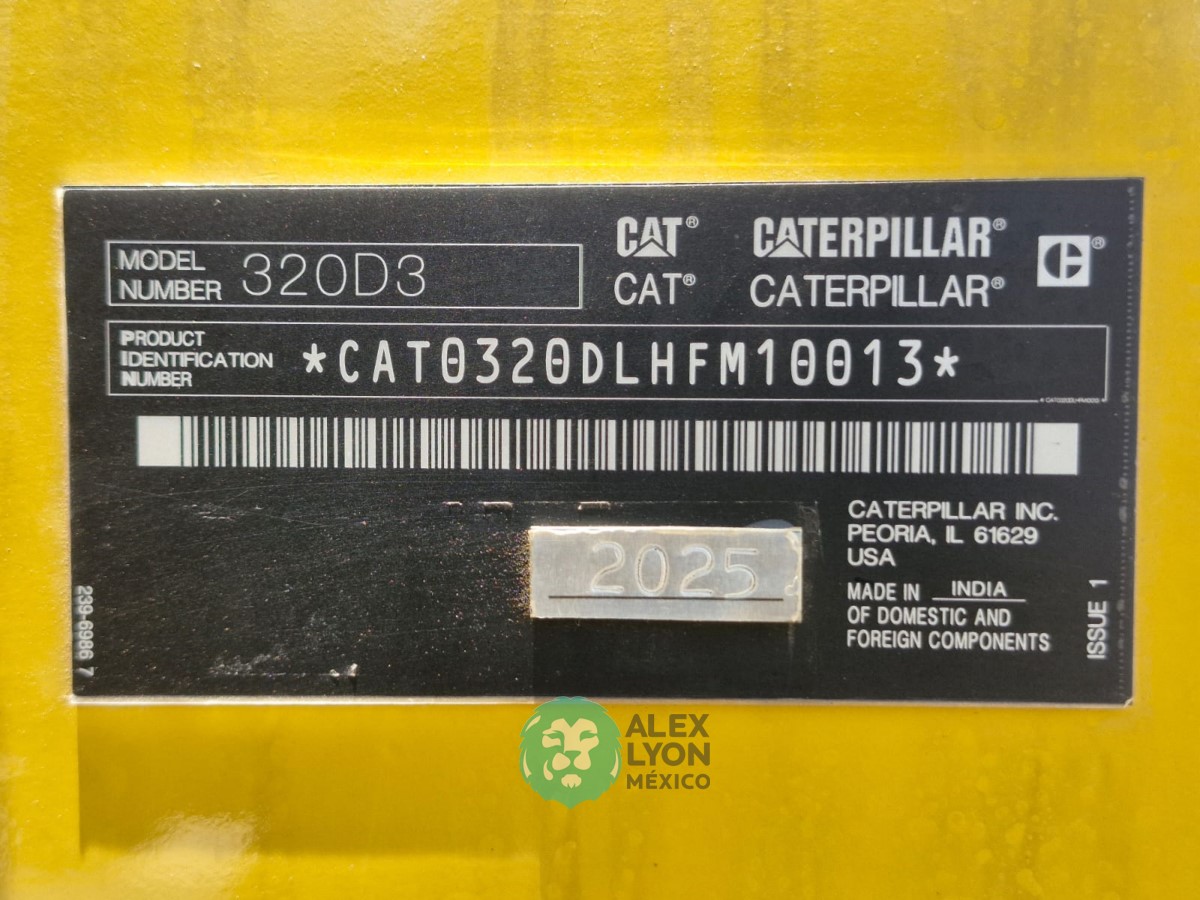 MODEL NUMBER 320D3
CAT® CATERPILLAR®
CAT® CATERPILLAR®
PRODUCT
IDENTIFICATION
NUMBER
*CAT0320DLHFM10013*
2025
CATERPILLAR INC.
PEORIA, IL 61629
USA
MADE IN INDIA
OF DOMESTIC AND
FOREIGN COMPONENTS
239-6986 7
ISSUE 1
ALEX
LYON
MÉXICO